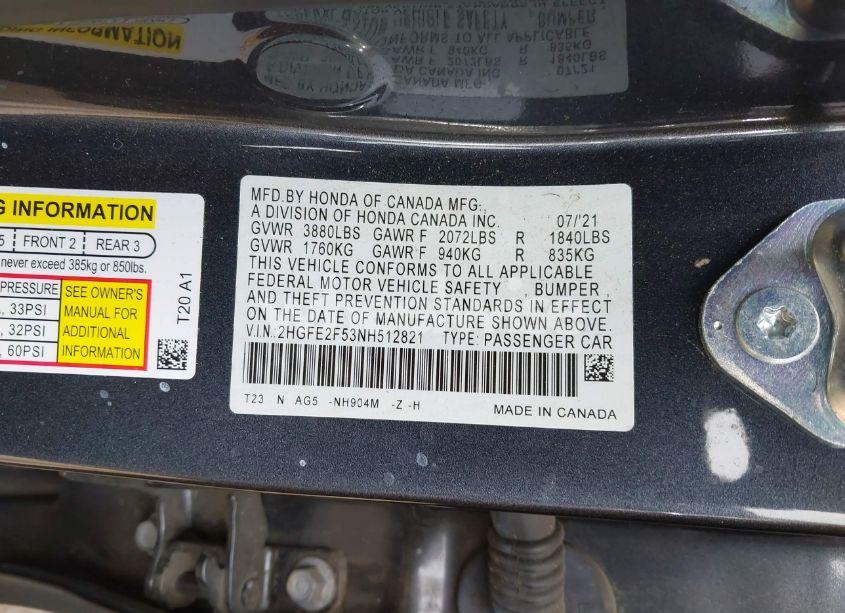 G INFORMATION
5 FRONT 2 REAR 3
never exceed 385kg or 850lbs.
PRESSURE
, 33PSI
, 32PSI
, 60PSI
SEE OWNER'S
MANUAL FOR
ADDITIONAL
INFORMATION
T20 A1
MFD.BY HONDA OF CANADA MFG.,
A DIVISION OF HONDA CANADA INC. 07/'21
GVWR 3880LBS GAWR F 2072LBS R 1840LBS
GVWR 1760KG GAWR F 940KG R 835KG
THIS VEHICLE CONFORMS TO ALL APPLICABLE
FEDERAL MOTOR VEHICLE SAFETY , BUMPER ,
AND THEFT PREVENTION STANDARDS IN EFFECT
ON THE DATE OF MANUFACTURE SHOWN ABOVE.
V.I.N.:2HGFE2F53NH512821 TYPE: PASSENGER CAR
T23 N AG5 -NH904M -Z -H MADE IN CANADA